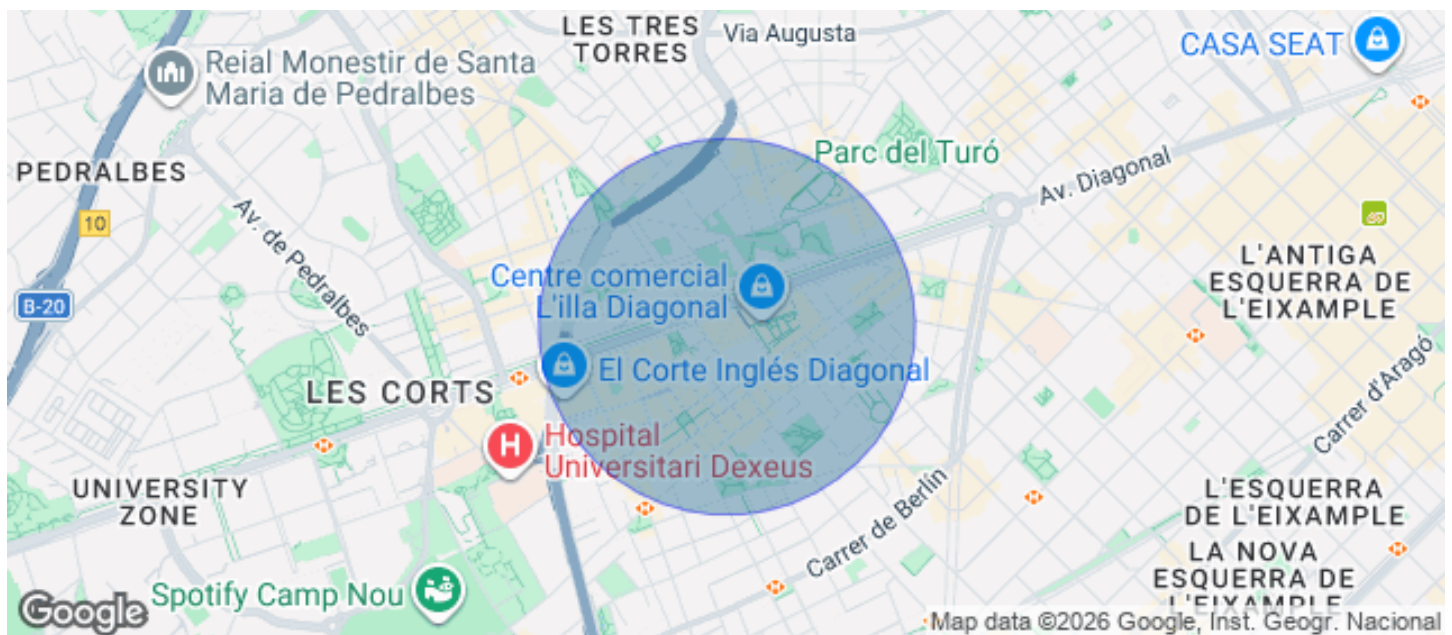 LES TRES
TORRES
Via Augusta
CASA SEAT
Reial Monestir de Santa
Maria de Pedralbes
Parc del Turó
PEDRALBES
Av. Diagonal
10
Av. de Pedralbes
B-20
Centre comercial
L'illa Diagonal
L'ANTIGA
ESQUERRA DE
L'EIXAMPLE
El Corte Inglés Diagonal
LES CORTS
Carrer d'Aragó
H
Hospital
Universitari Dexeus
UNIVERSITY
ZONE
L'ESQUERRA
DE L'EIXAMPLE
Carrer de Berlín
LA NOVA
ESQUERRA DE
L'EIXAMPLE
Spotify Camp Nou
Google
Map data ©2026 Google, Inst. Geogr. Nacional